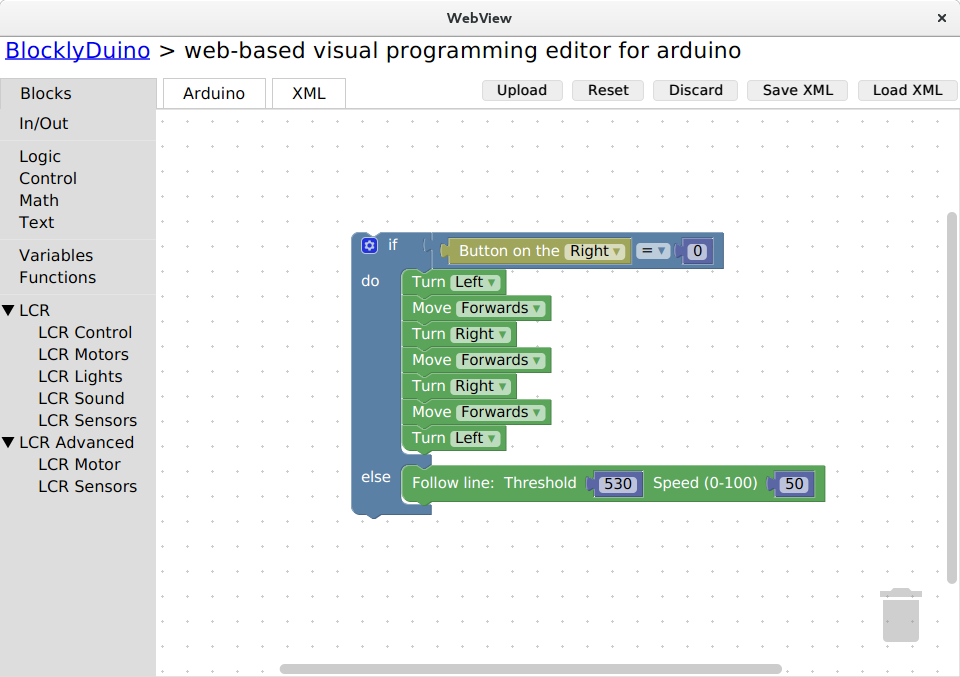 WebView ×
BlocklyDuino > web-based visual programming editor for arduino
Blocks Arduino XML Upload Reset Discard Save XML Load XML
In/Out
Logic
Control
Math
Text
Variables
Functions
LCR
LCR Control
LCR Motors
LCR Lights
LCR Sound
LCR Sensors
LCR Advanced
LCR Motor
LCR Sensors
if Button on the Right = 0
do Turn Left
Move Forwards
Turn Right
Move Forwards
Turn Right
Move Forwards
Turn Left
else Follow line: Threshold 530 Speed (0-100) 50